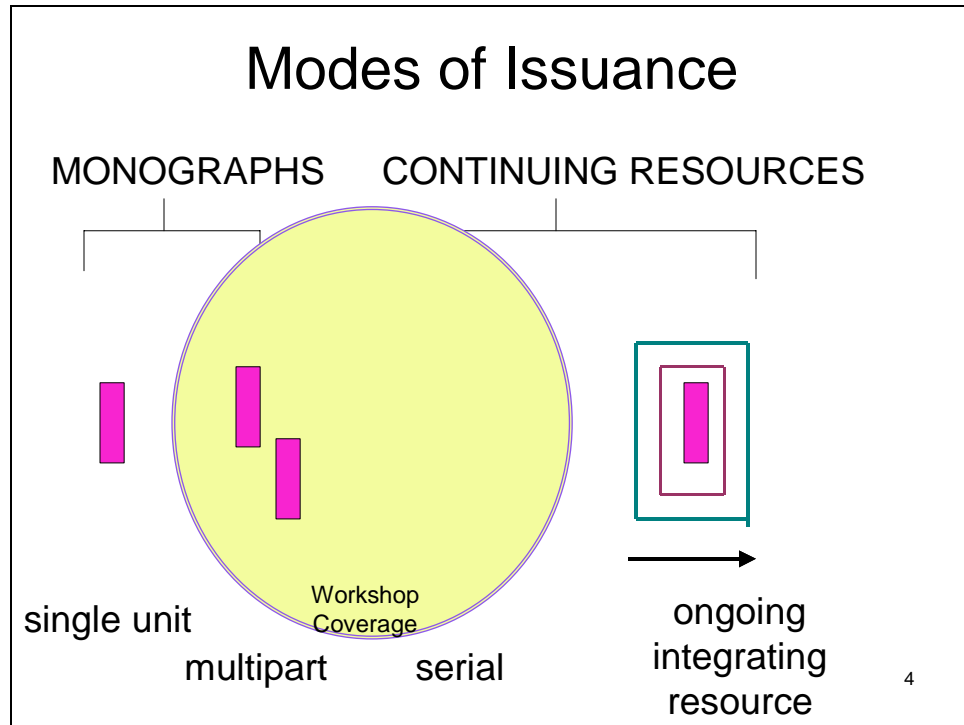 Modes of Issuance
MONOGRAPHS
CONTINUING RESOURCES
Workshop
Coverage
single unit
multipart
serial
ongoing
integrating
resource
4